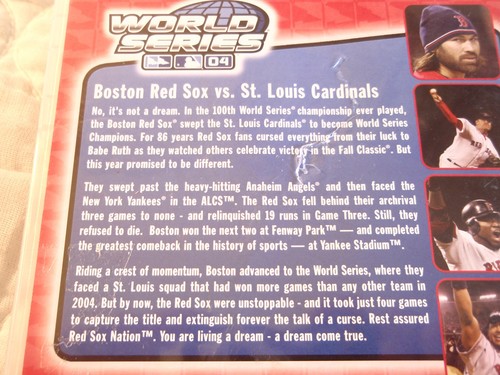 WORLD
SERIES
04
Boston Red Sox vs. St. Louis Cardinals
No, it's not a dream. In the 100th World Series® championship ever played,
the Boston Red Sox® swept the St. Louis Cardinals® to become World Series
Champions. For 86 years Red Sox fans cursed everything from their luck to
Babe Ruth as they watched others celebrate victory in the Fall Classic®. But
this year promised to be different.
They swept past the heavy-hitting Anaheim Angels® and then faced the
New York Yankees® in the ALCS™. The Red Sox fell behind their archrival
three games to none - and relinquished 19 runs in Game Three. Still, they
refused to die. Boston won the next two at Fenway Park™ — and completed
the greatest comeback in the history of sports — at Yankee Stadium™.
Riding a crest of momentum, Boston advanced to the World Series, where they
faced a St. Louis squad that had won more games than any other team in
2004. But by now, the Red Sox were unstoppable - and it took just four games
to capture the title and extinguish forever the talk of a curse. Rest assured
Red Sox Nation™. You are living a dream - a dream come true.